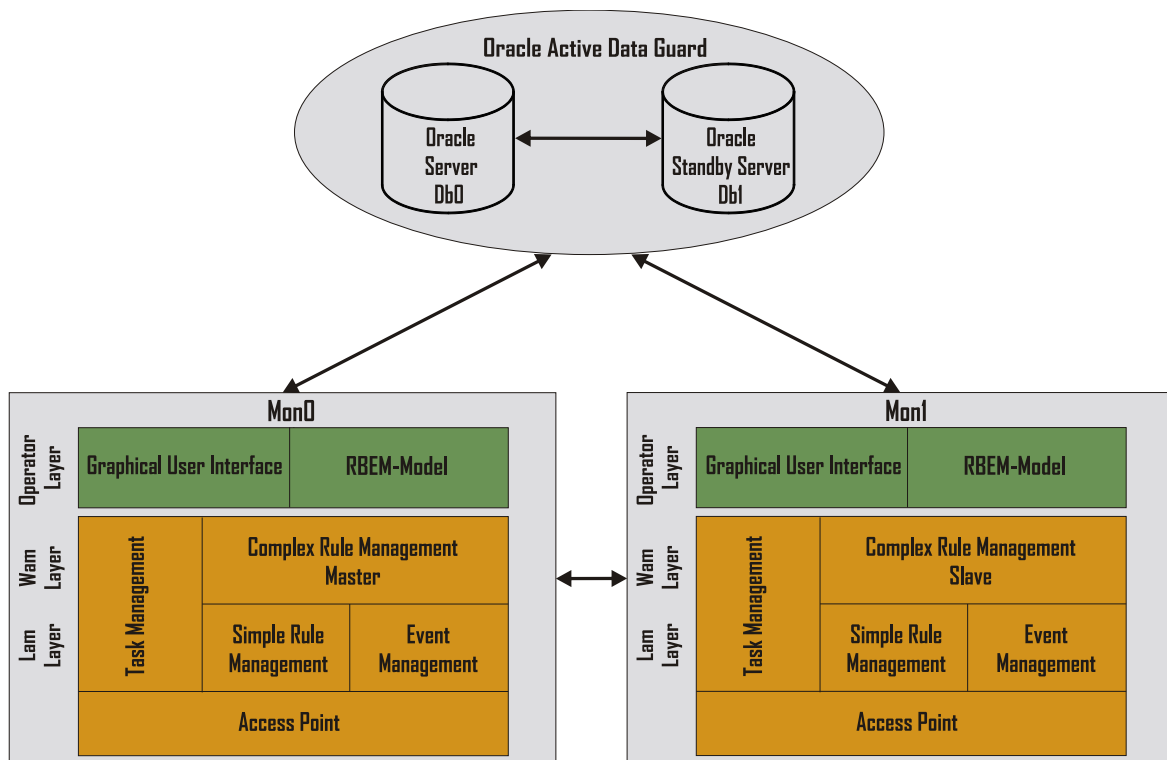 Oracle Active Data Guard
Oracle
Server
Db0
Oracle
Standby Server
Db1
Mon0
Operator
Layer
Graphical User Interface
RBEM-Model
Wam
Layer
Lam
Layer
Task Management
Complex Rule Management
Master
Simple Rule
Management
Event
Management
Access Point
Mon1
Operator
Layer
Graphical User Interface
RBEM-Model
Wam
Layer
Lam
Layer
Task Management
Complex Rule Management
Slave
Simple Rule
Management
Event
Management
Access Point